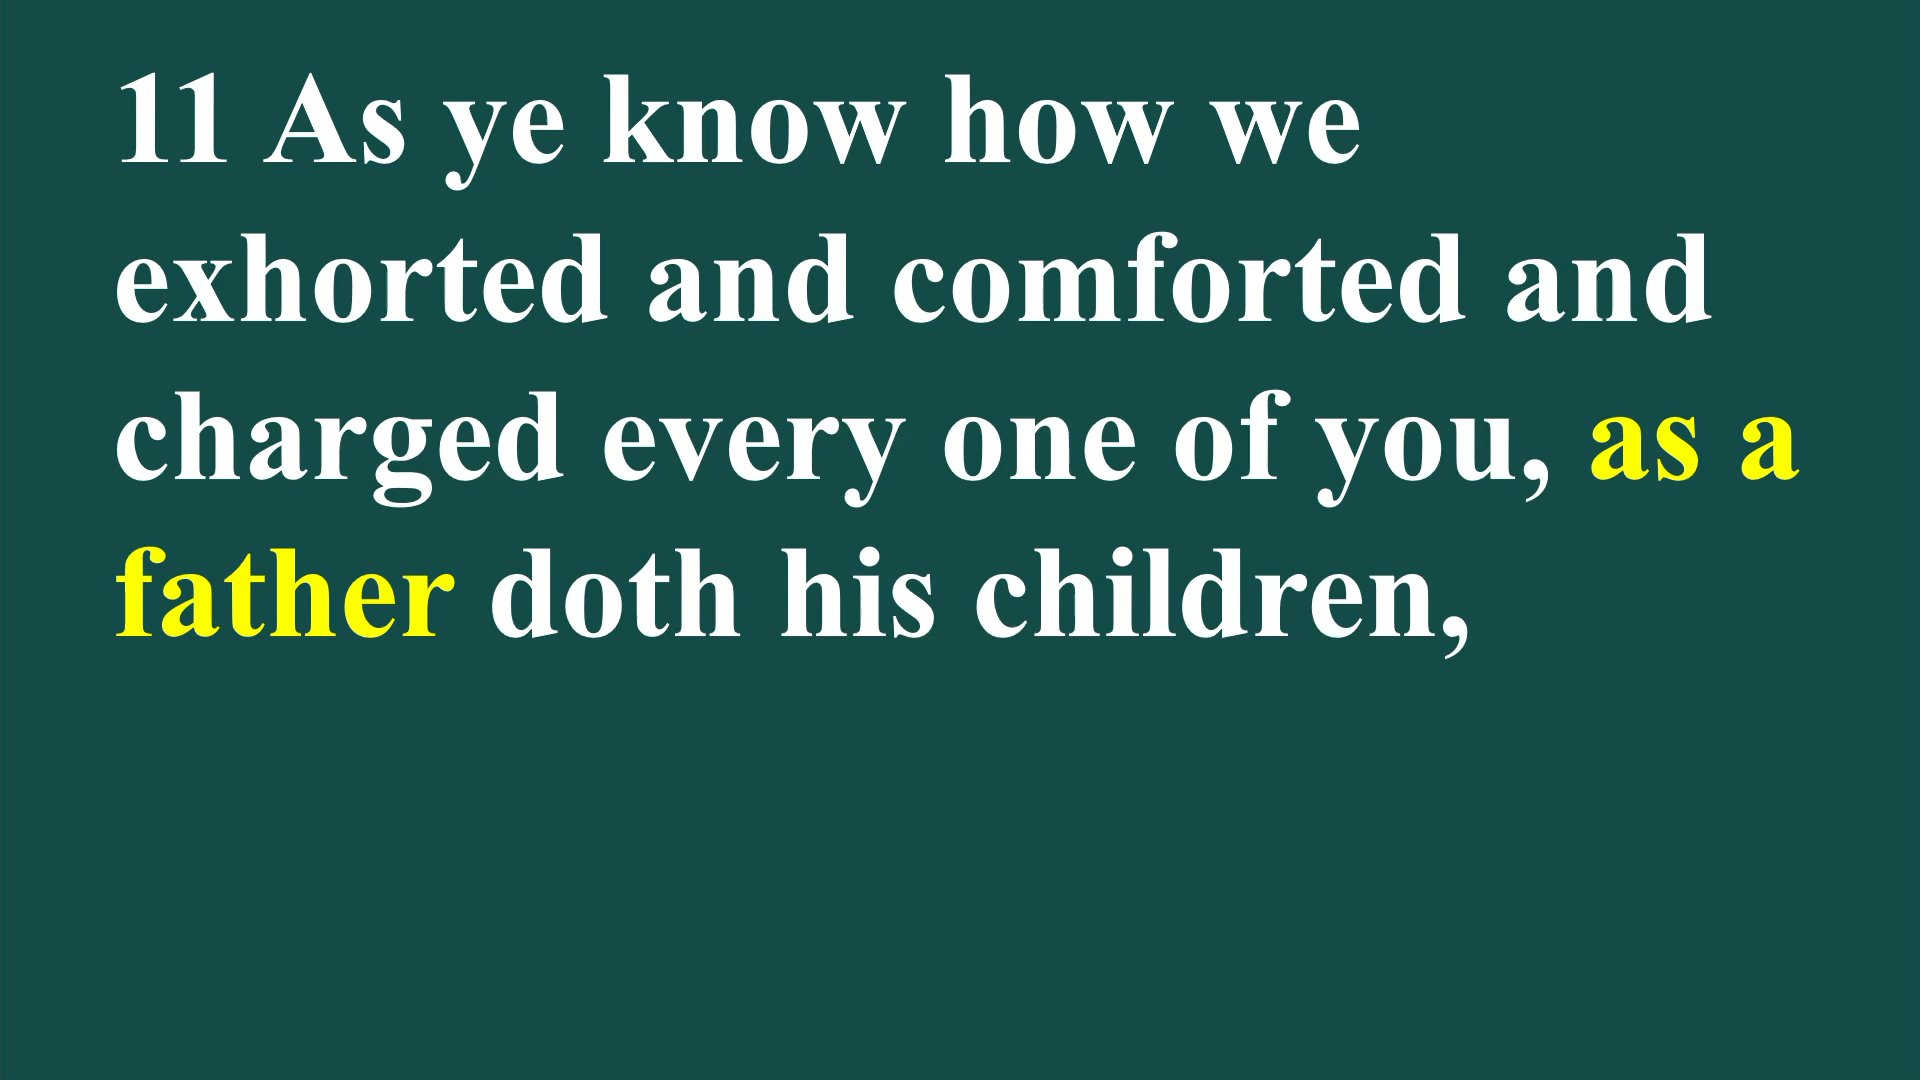 11 As ye know how we
exhorted and comforted and
charged every one of you, as a
father doth his children,